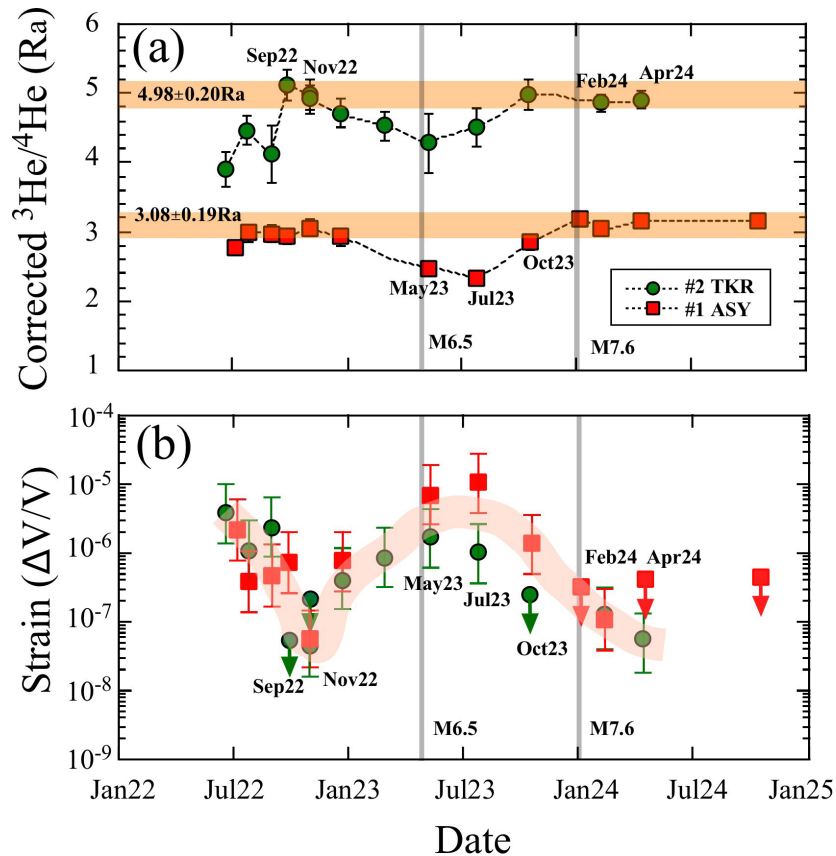 (a)
Corrected ³He/⁴He (Ra)
6
5
4
3
2
1
Sep22
Nov22
4.98±0.20Ra
Feb24
Apr24
3.08±0.19Ra
May23
Jul23
Oct23
#2 TKR
#1 ASY
M6.5
M7.6
(b)
Strain (ΔV/V)
10⁻⁴
10⁻⁵
10⁻⁶
10⁻⁷
10⁻⁸
10⁻⁹
Sep22
Nov22
May23
Jul23
Oct23
Feb24
Apr24
M6.5
M7.6
Jan22
Jul22
Jan23
Jul23
Jan24
Jul24
Jan25
Date